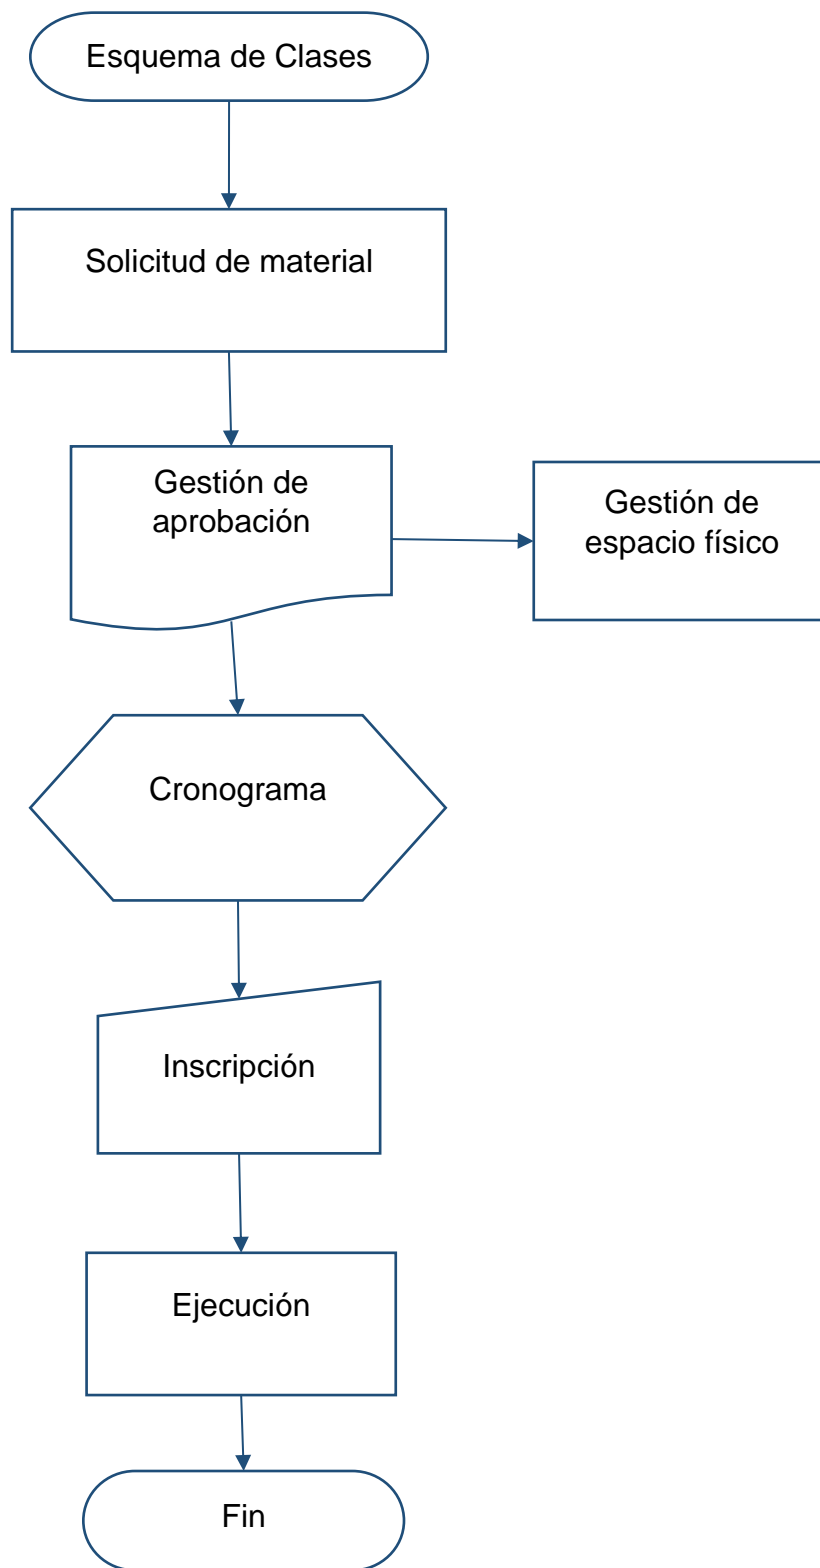 Esquema de Clases
Solicitud de material
Gestión de
aprobación
Gestión de
espacio físico
Cronograma
Inscripción
Ejecución
Fin